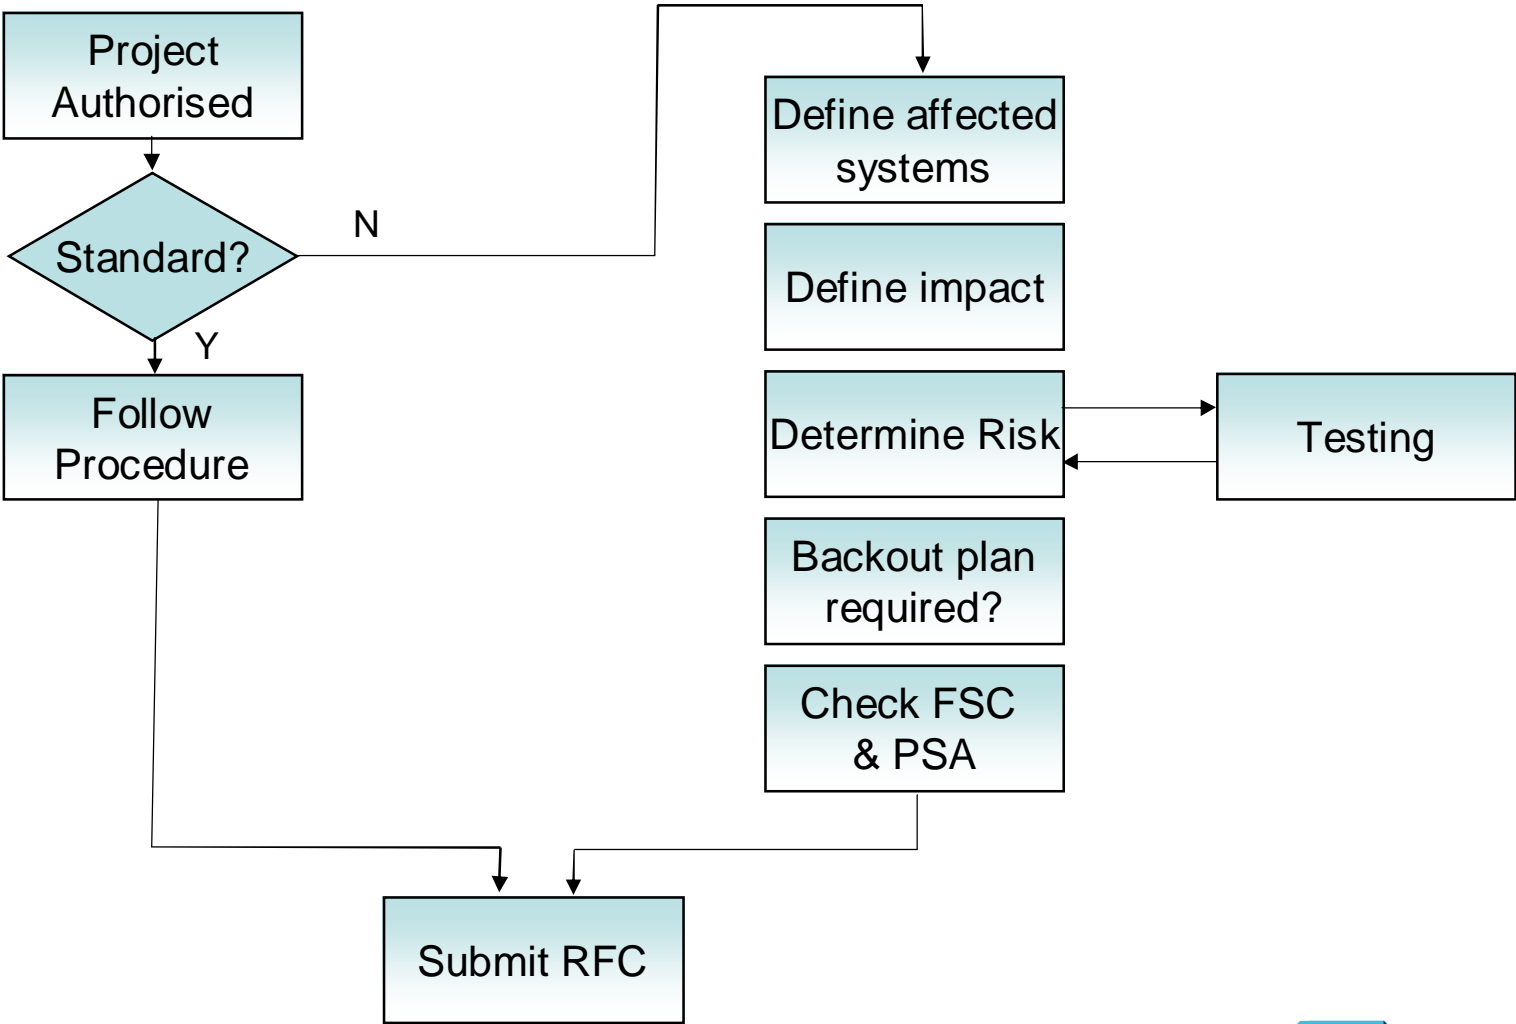 Project
Authorised
Standard?
N
Y
Follow
Procedure
Define affected
systems
Define impact
Determine Risk
Testing
Backout plan
required?
Check FSC
& PSA
Submit RFC